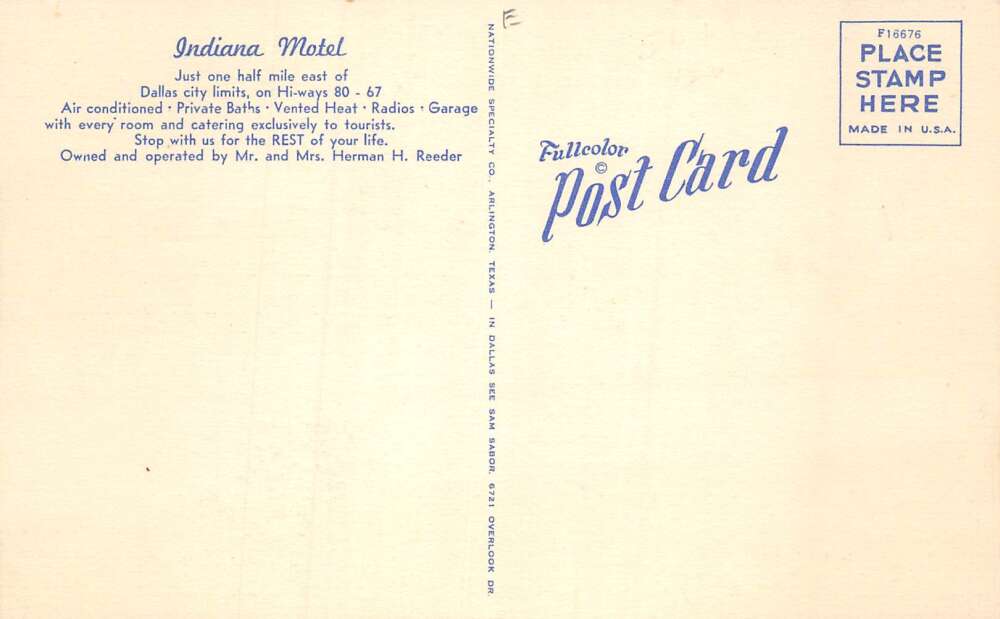 Indiana Motel
Just one half mile east of
Dallas city limits, on Hi-ways 80 - 67
Air conditioned · Private Baths · Vented Heat · Radios · Garage
with every room and catering exclusively to tourists.
Stop with us for the REST of your life.
Owned and operated by Mr. and Mrs. Herman H. Reeder
NATIONWIDE SPECIALTY CO., ARLINGTON, TEXAS — IN DALLAS SEE SAM SABOR, 6721 OVERLOOK DR.
E
Fullcolor
©
Post Card
F16676
PLACE
STAMP
HERE
MADE IN U.S.A.